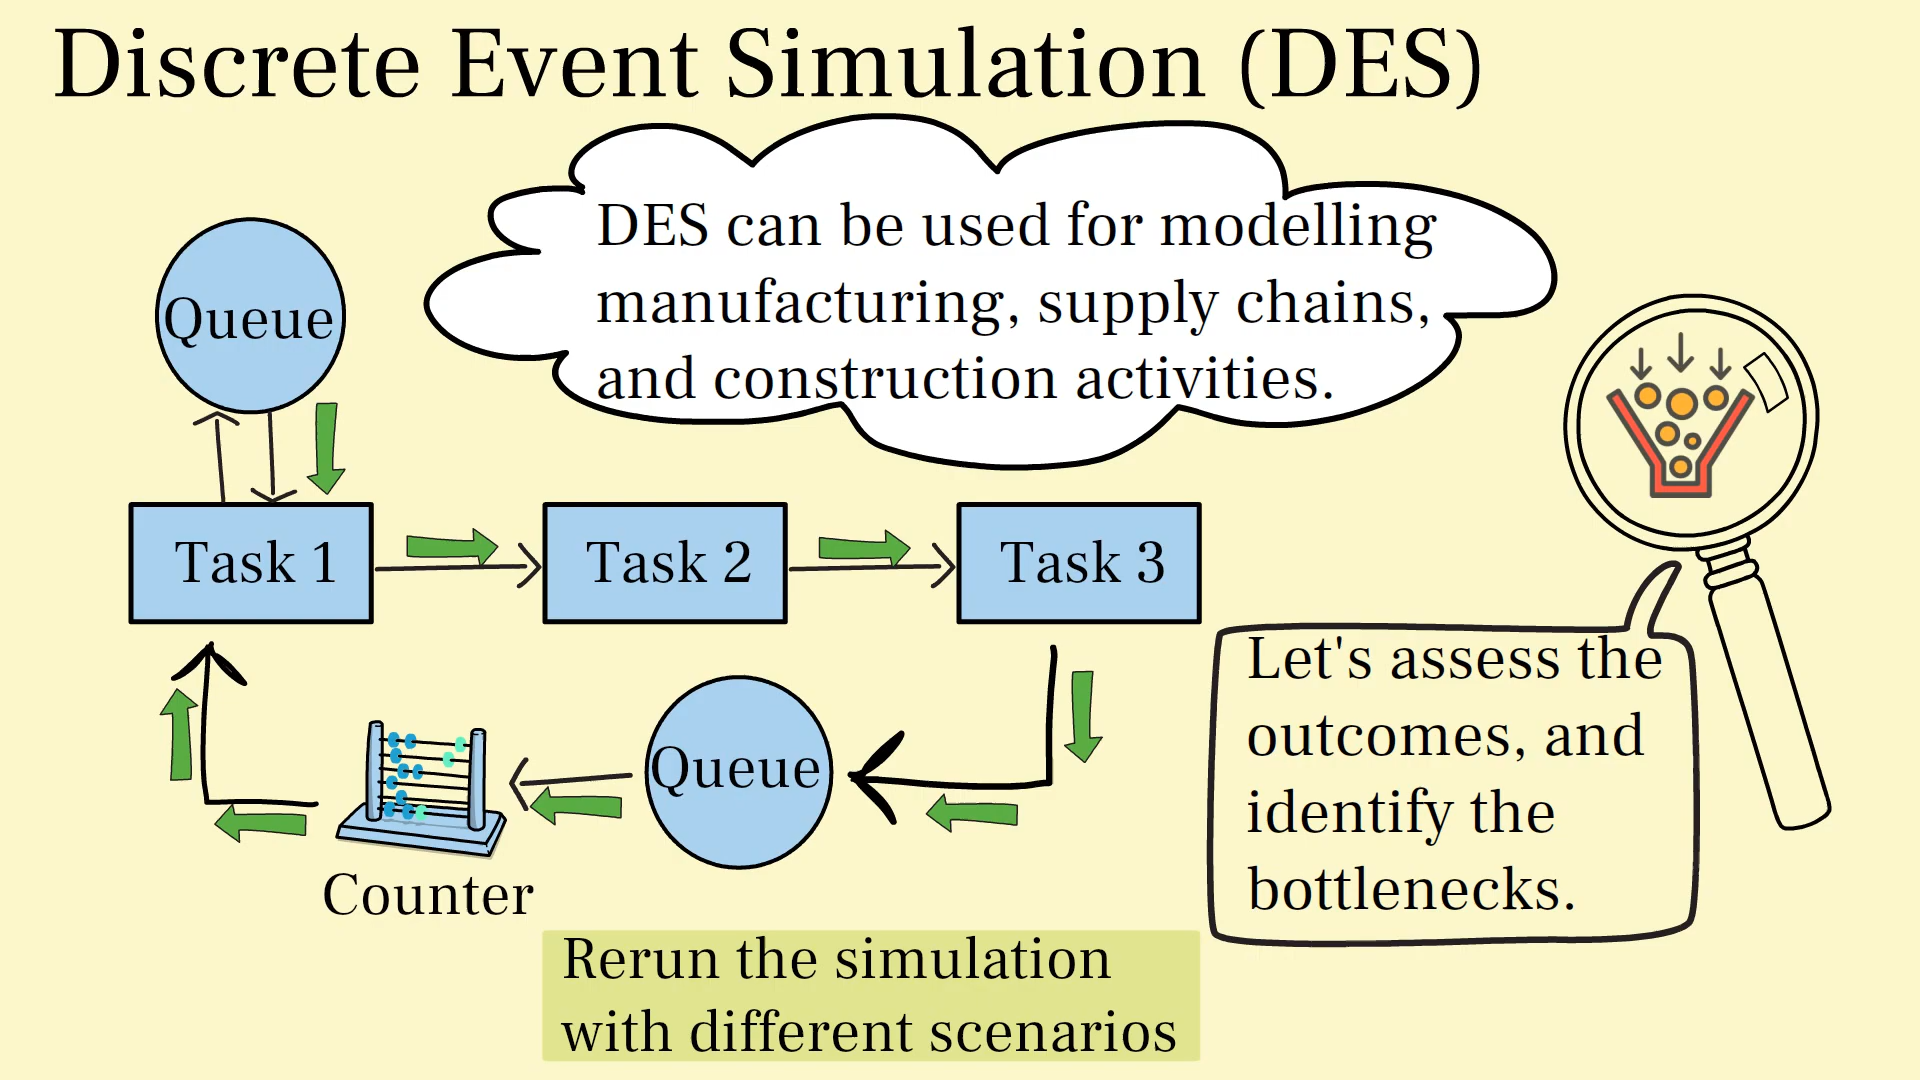 Discrete Event Simulation (DES)
DES can be used for modelling
manufacturing, supply chains,
and construction activities.
Queue
Task 1
Task 2
Task 3
Queue
Counter
Let's assess the
outcomes, and
identify the
bottlenecks.
Rerun the simulation
with different scenarios